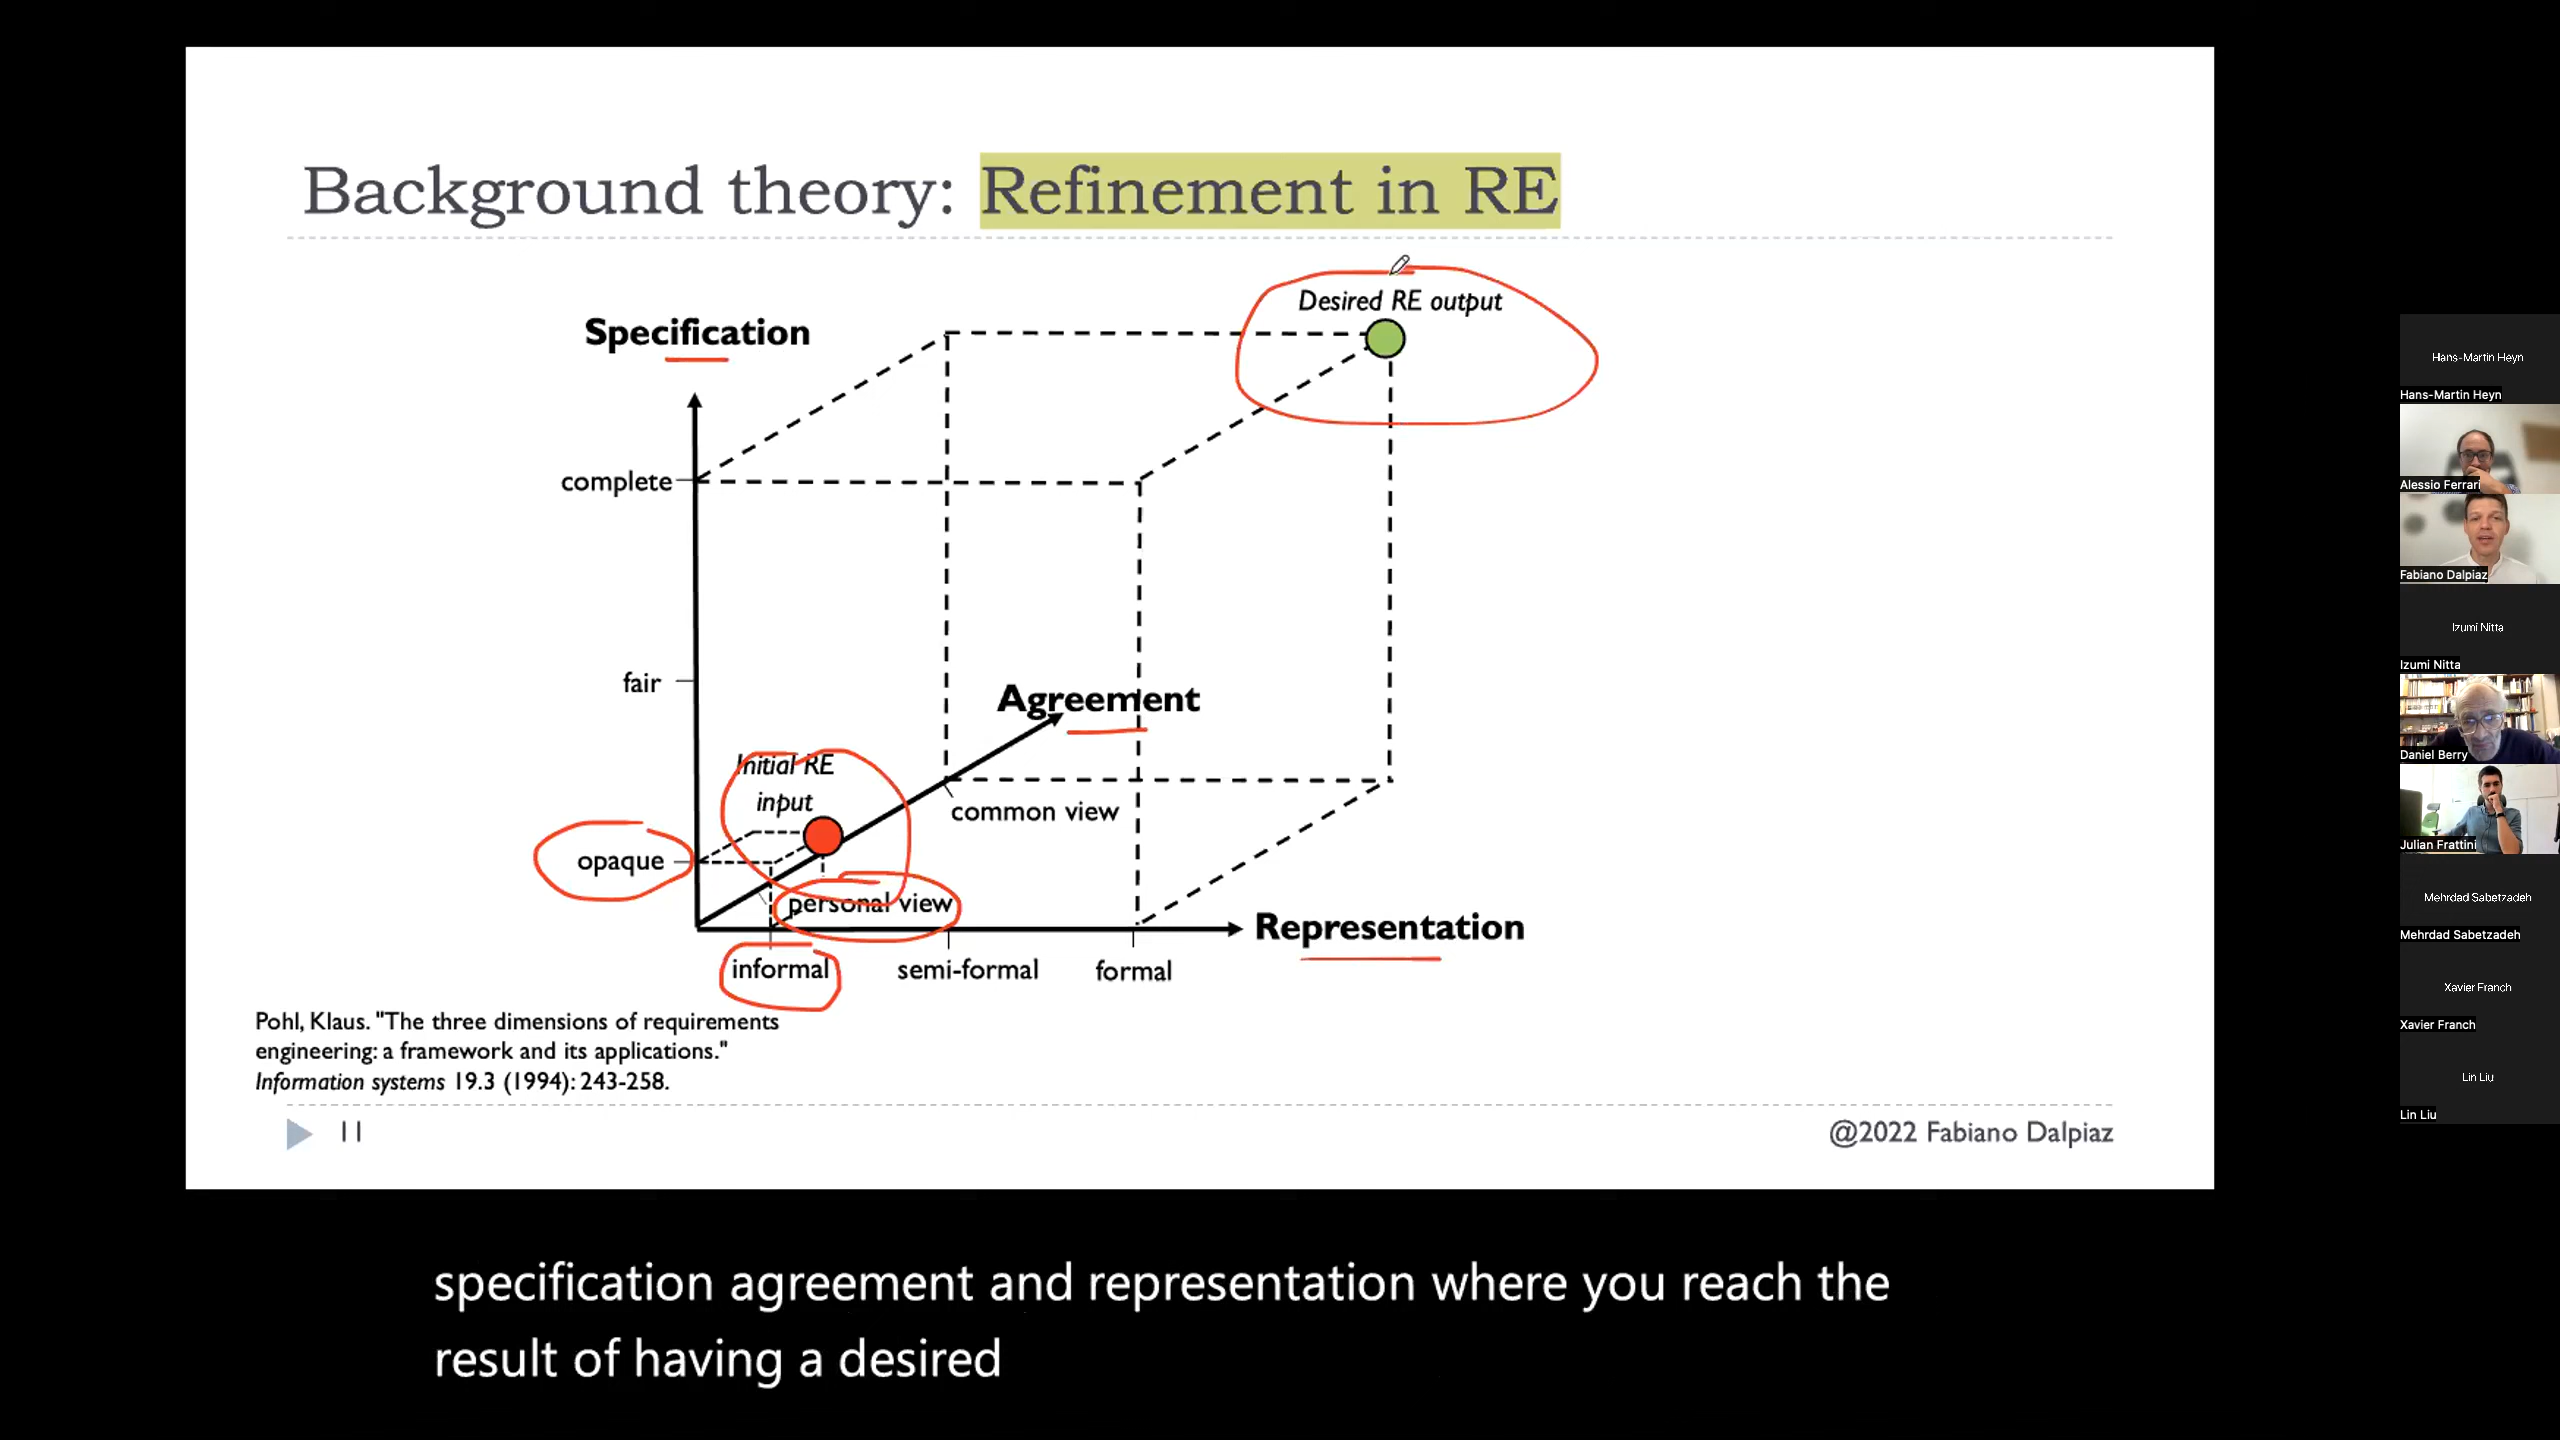 Background theory: Refinement in RE
Desired RE output
Specification
complete
fair
Agreement
Initial RE
input
common view
opaque
personal view
Representation
informal
semi-formal
formal
Pohl, Klaus. "The three dimensions of requirements
engineering: a framework and its applications."
Information systems 19.3 (1994): 243-258.
11
@2022 Fabiano Dalpiaz
Hans-Martin Heyn
Hans-Martin Heyn
Alessio Ferrari
Fabiano Dalpiaz
Izumi Nitta
Izumi Nitta
Daniel Berry
Julian Frattini
Mehrdad Sabetzadeh
Mehrdad Sabetzadeh
Xavier Franch
Xavier Franch
Lin Liu
Lin Liu
specification agreement and representation where you reach the
result of having a desired